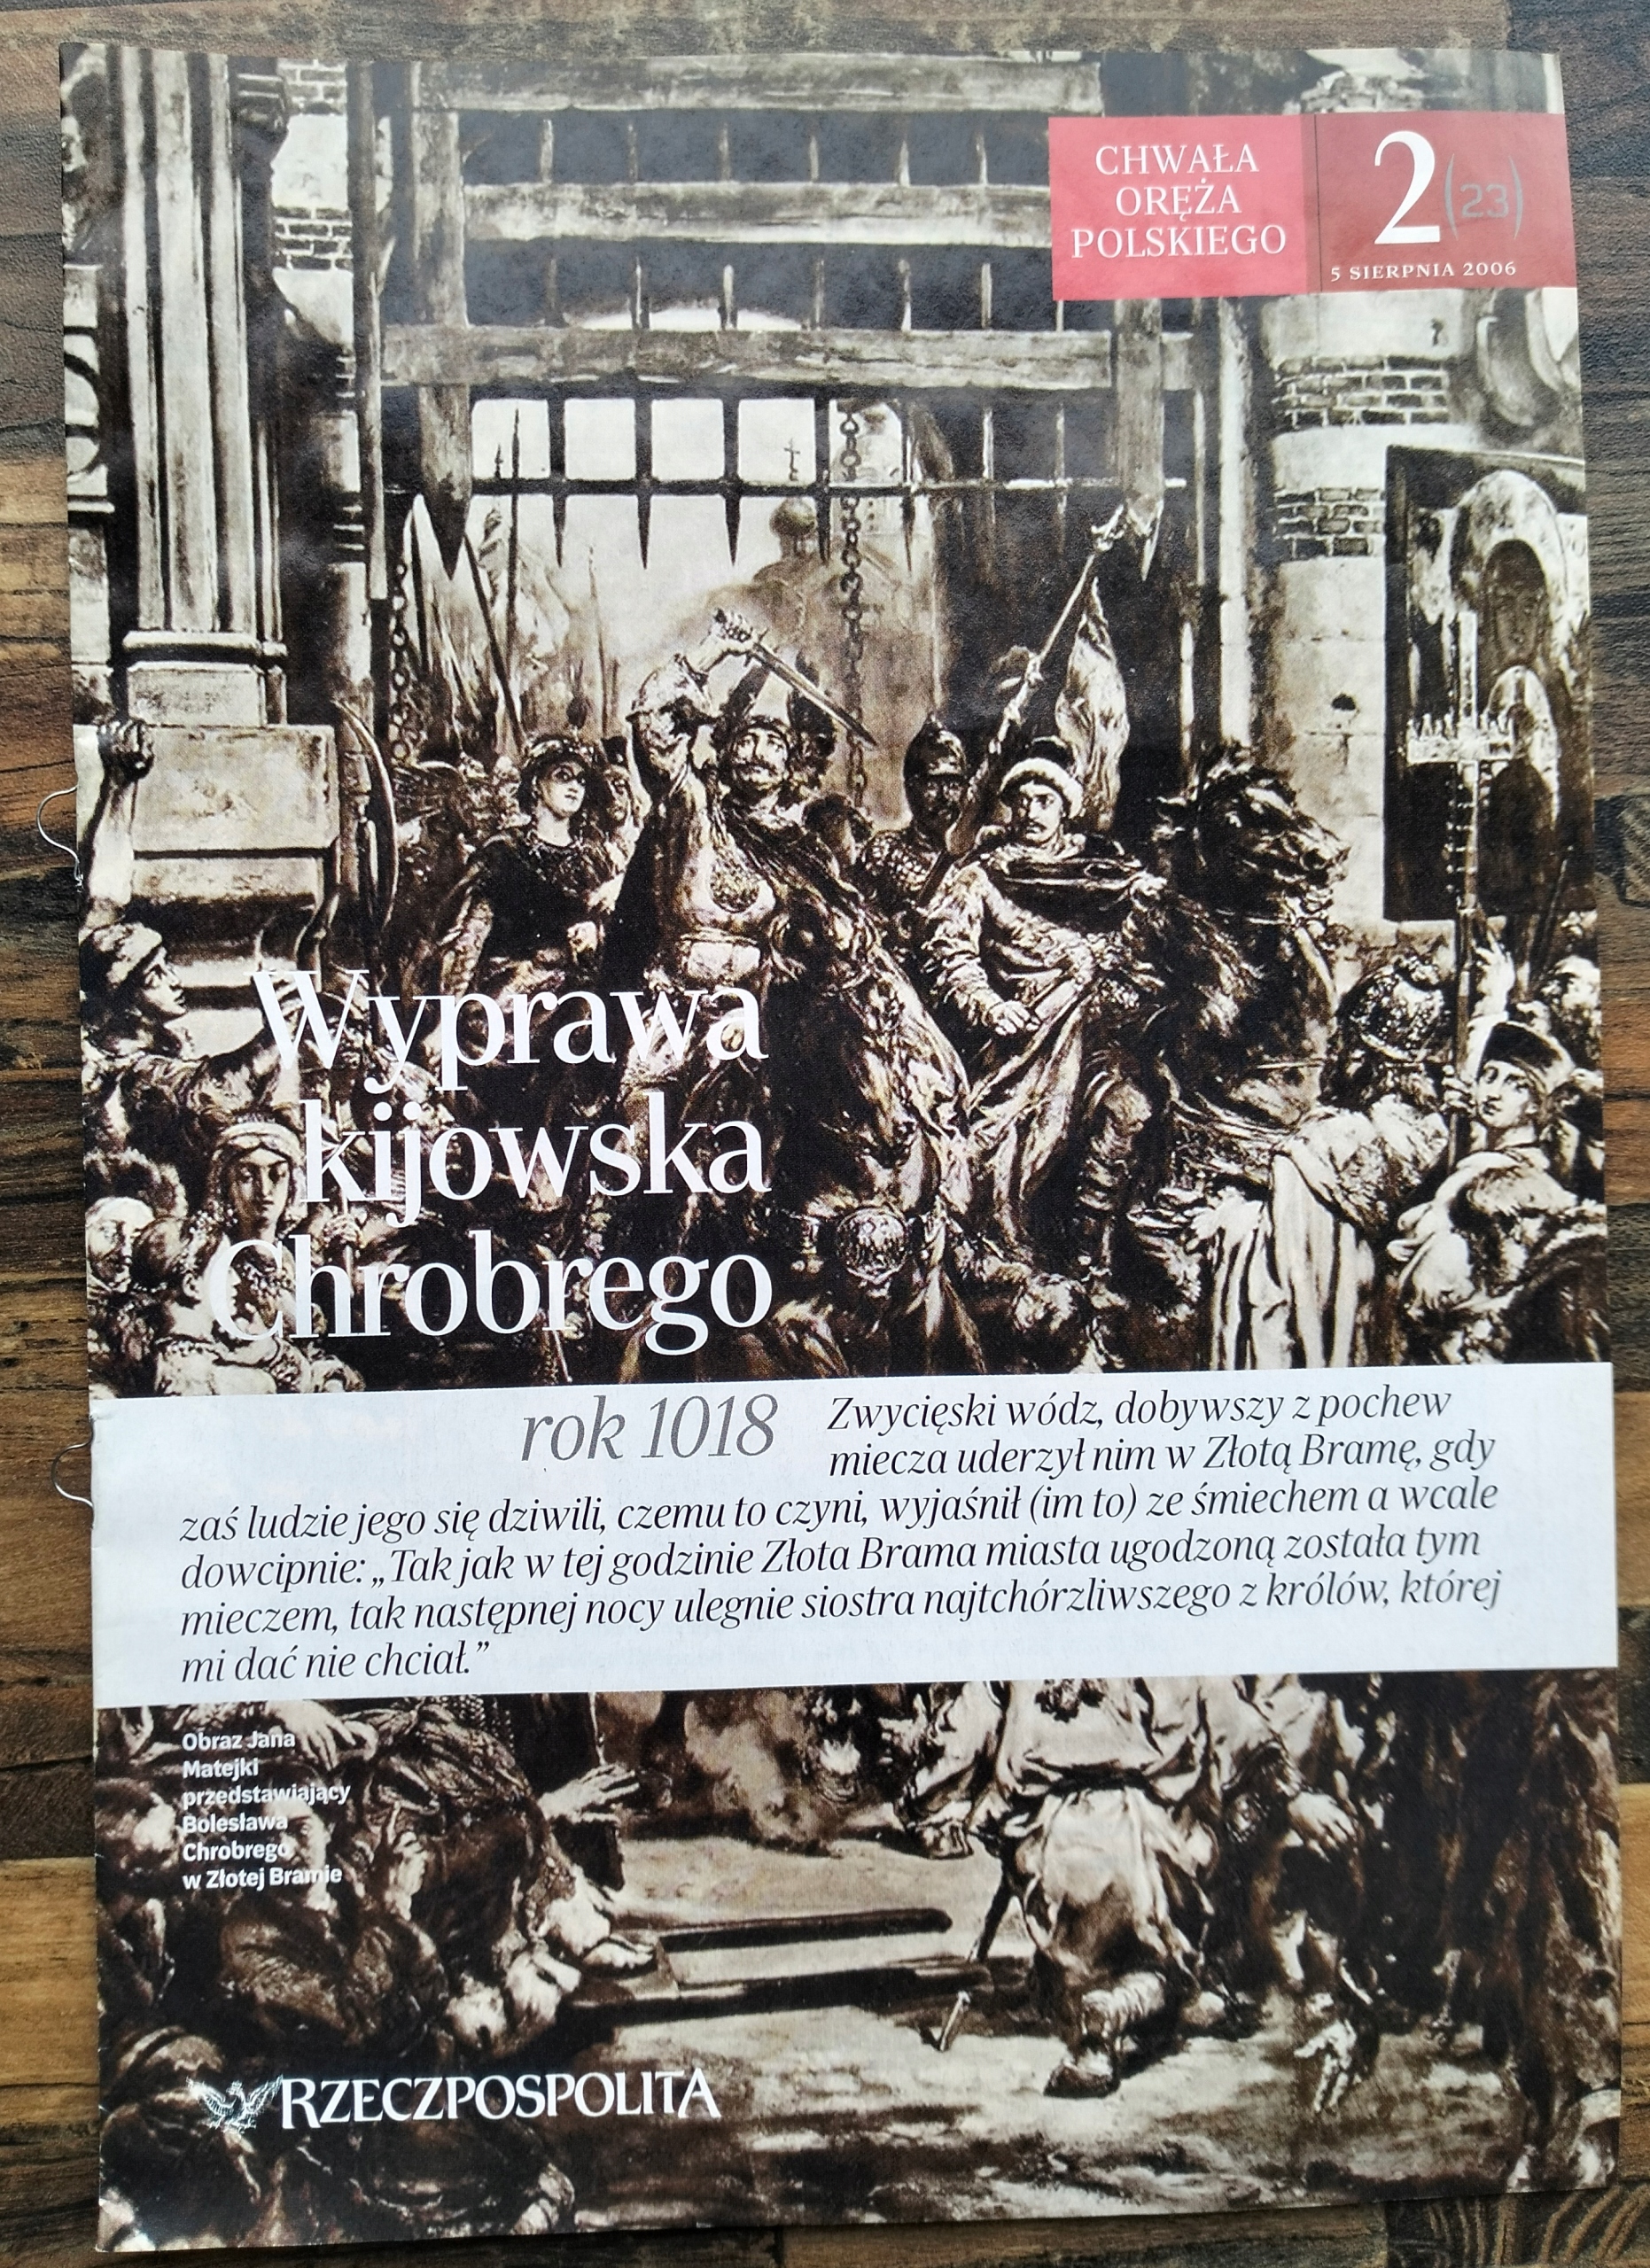 CHWAŁA
ORĘŻA
POLSKIEGO
2(23)
5 SIERPNIA 2006
Wyprawa
kijowska
Chrobrego
rok 1018
Zwycięski wódz, dobywszy z pochew
miecza uderzył nim w Złotą Bramę, gdy
zaś ludzie jego się dziwili, czemu to czyni, wyjaśnił (im to) ze śmiechem a wcale
dowcipnie: „Tak jak w tej godzinie Złota Brama miasta ugodzoną została tym
mieczem, tak następnej nocy ulegnie siostra najtchórzliwszego z królów, której
mi dać nie chciał.”
Obraz Jana
Matejki
przedstawiający
Bolesława
Chrobrego
w Złotej Bramie
RZECZPOSPOLITA